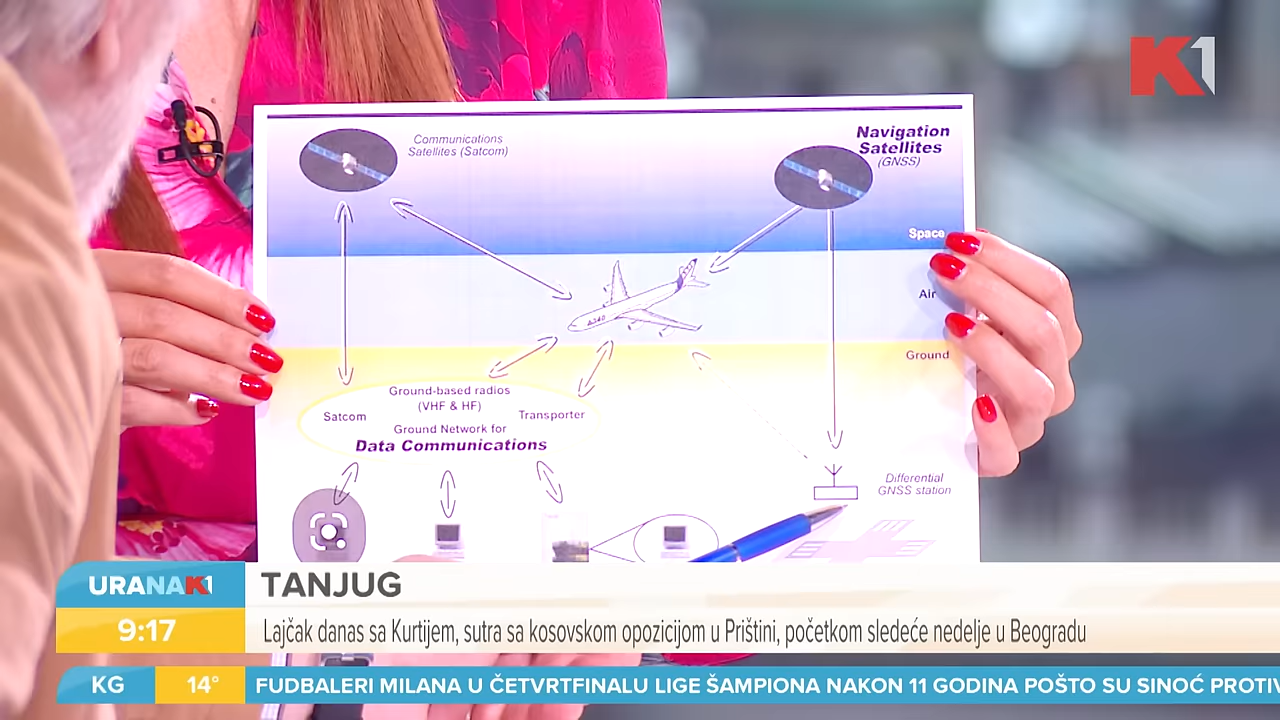 K1
Communications
Satellites (Satcom)
Navigation
Satellites
(GNSS)
Space
Air
Ground
Ground-based radios
(VHF & HF)
Satcom
Transporter
Ground Network for
Data Communications
Differential
GNSS station
URANAK1
TANJUG
9:17
Lajčak danas sa Kurtijem, sutra sa kosovskom opozicijom u Prištini, početkom sledeće nedelje u Beogradu
KG
14°
FUDBALERI MILANA U ČETVRTFINALU LIGE ŠAMPIONA NAKON 11 GODINA POŠTO SU SINOĆ PROTIV